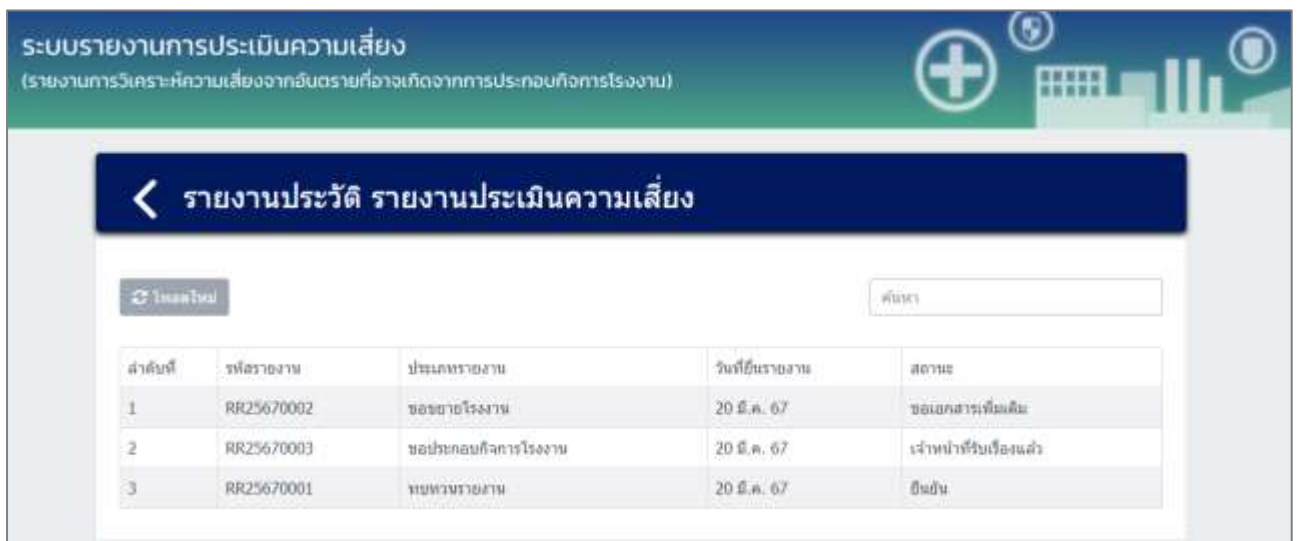 ระบบรายงานการประเมินความเสี่ยง
(รายงานการวิเคราะห์ความเสี่ยงจากอันตรายที่อาจเกิดจากการประกอบกิจการโรงงาน)
รายงานประวัติ รายงานประเมินความเสี่ยง
โหลดใหม่ ค้นหา
ลำดับที่ รหัสรายงาน ประเภทรายงาน วันที่ยื่นรายงาน สถานะ
1 RR25670002 ขอขยายโรงงาน 20 มี.ค. 67 ขอเอกสารเพิ่มเติม
2 RR25670003 ขอประกอบกิจการโรงงาน 20 มี.ค. 67 เจ้าหน้าที่รับเรื่องแล้ว
3 RR25670001 ทบทวนรายงาน 20 มี.ค. 67 ยืนยัน